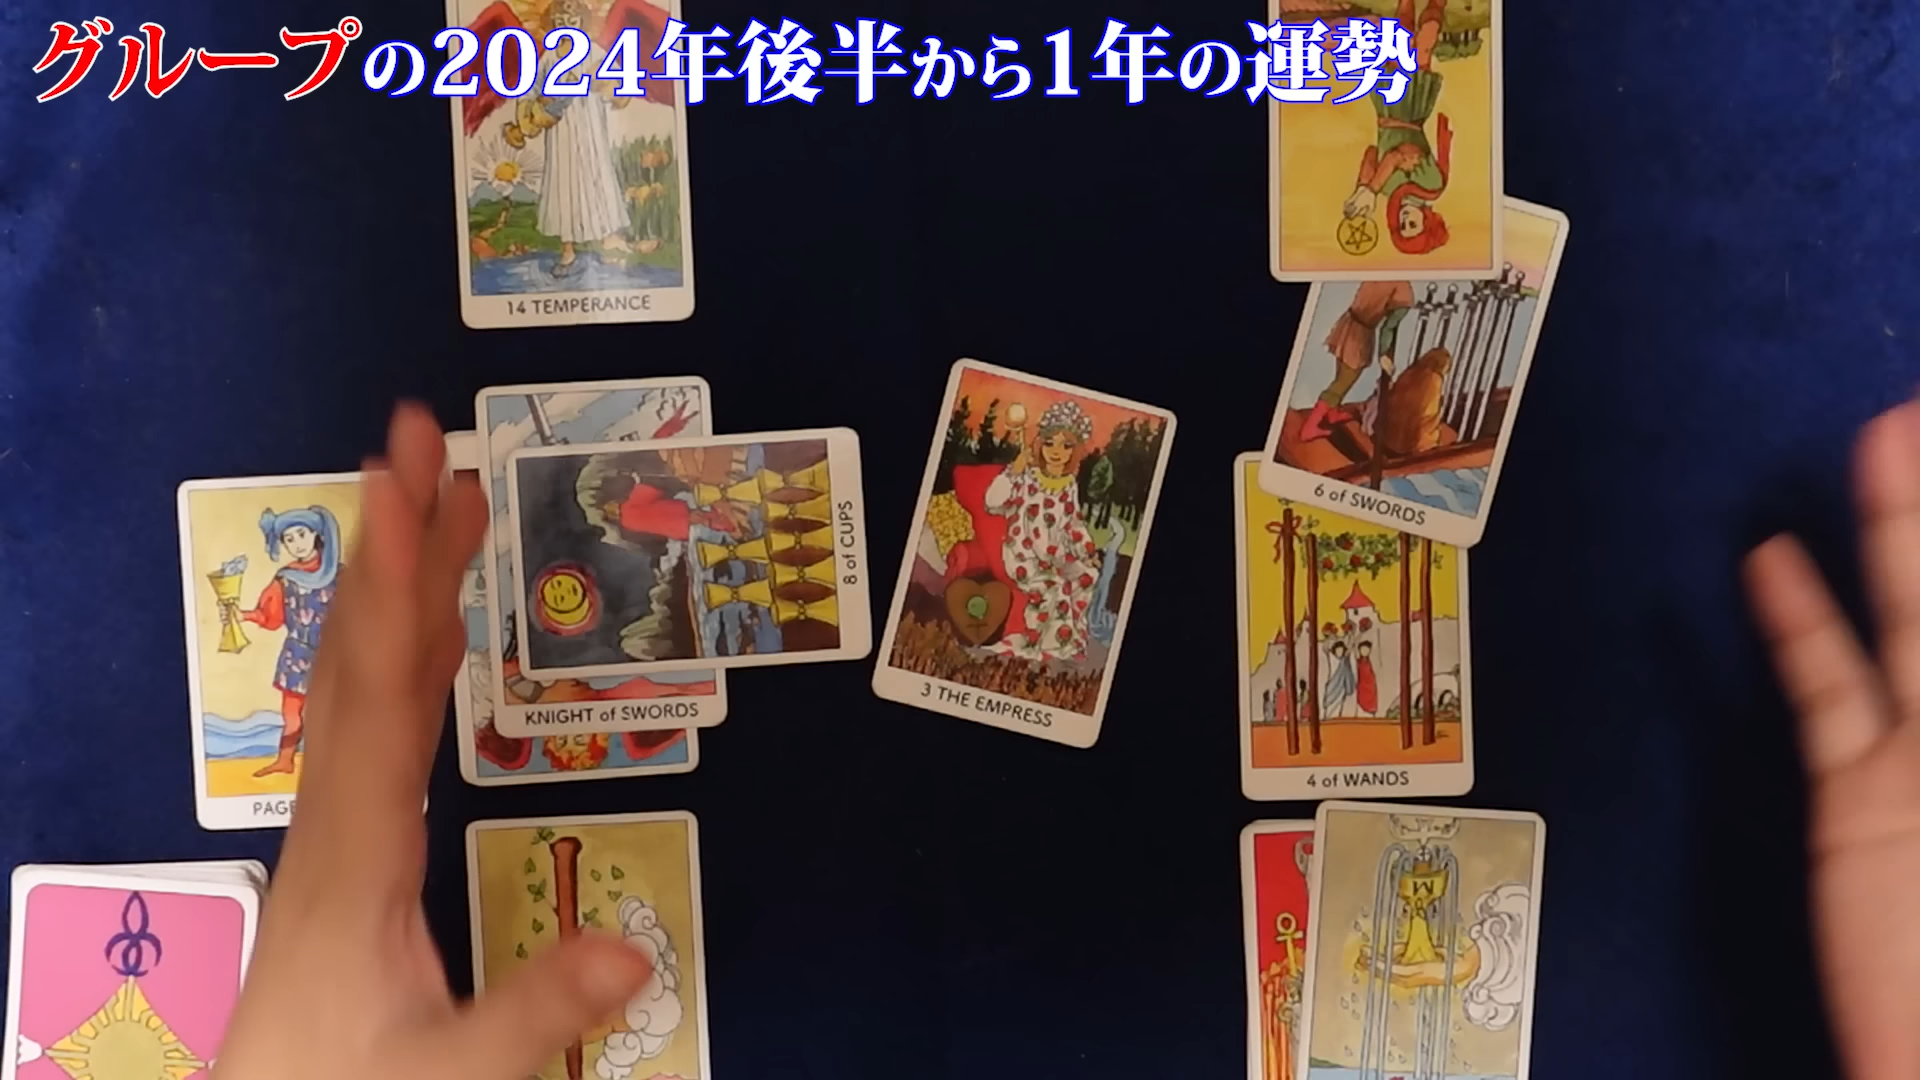 グループの2024年後半から1年の運勢
14 TEMPERANCE
6 of SWORDS
8 of CUPS
3 THE EMPRESS
KNIGHT of SWORDS
4 of WANDS
PAGE